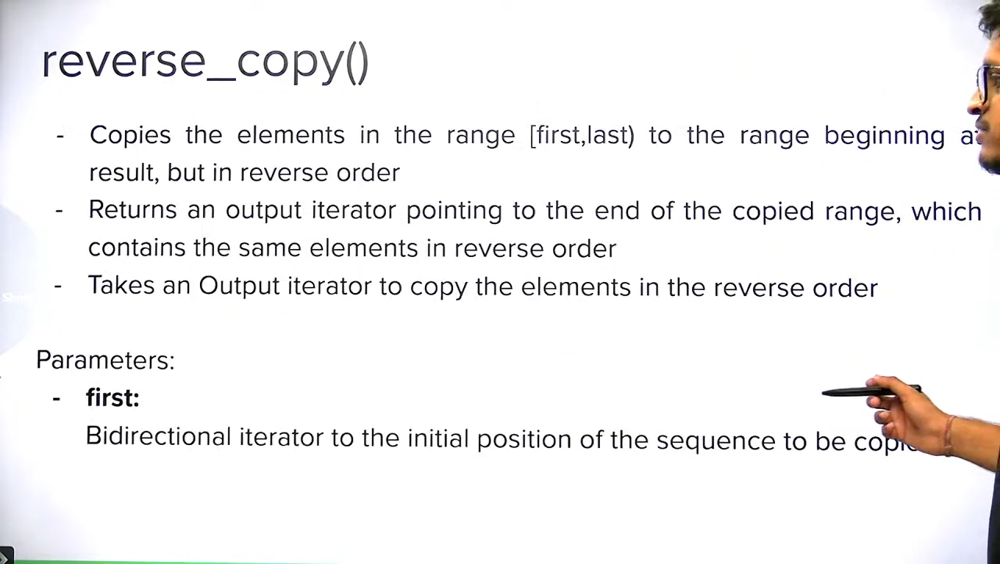 reverse_copy()
- Copies the elements in the range [first,last) to the range beginning at
result, but in reverse order
- Returns an output iterator pointing to the end of the copied range, which
contains the same elements in reverse order
- Takes an Output iterator to copy the elements in the reverse order
Parameters:
- first:
Bidirectional iterator to the initial position of the sequence to be